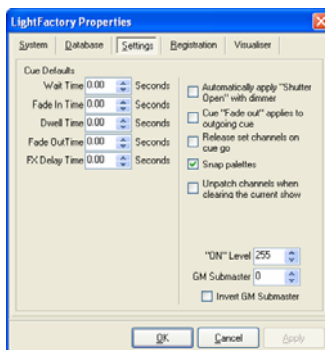 LightFactory Properties
System Database Settings Registration Visualiser
Cue Defaults
Wait Time 0.00 Seconds
Fade In Time 0.00 Seconds
Dwell Time 0.00 Seconds
Fade OutTime 0.00 Seconds
FX Delay Time 0.00 Seconds
Automatically apply "Shutter
Open" with dimmer
Cue "Fade out" applies to
outgoing cue
Release set channels on
cue go
Snap palettes
Unpatch channels when
clearing the current show
"ON" Level 255
GM Submaster 0
Invert GM Submaster
OK Cancel Apply